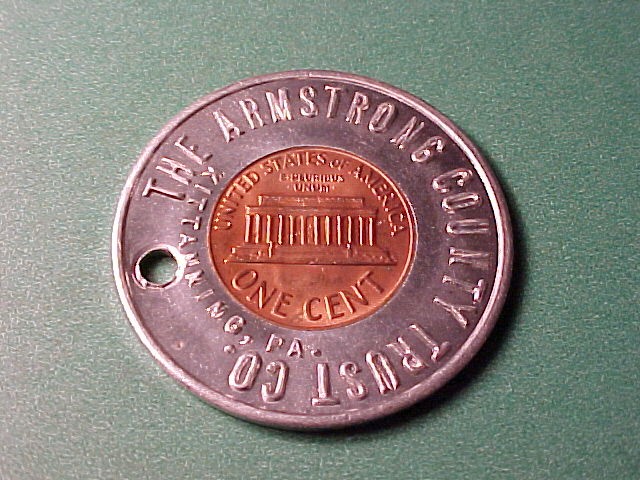 THE ARMSTRONG COUNTY TRUST CO.
KITTANNING, PA.
UNITED STATES OF AMERICA
E·PLURIBUS
·UNUM·
ONE CENT